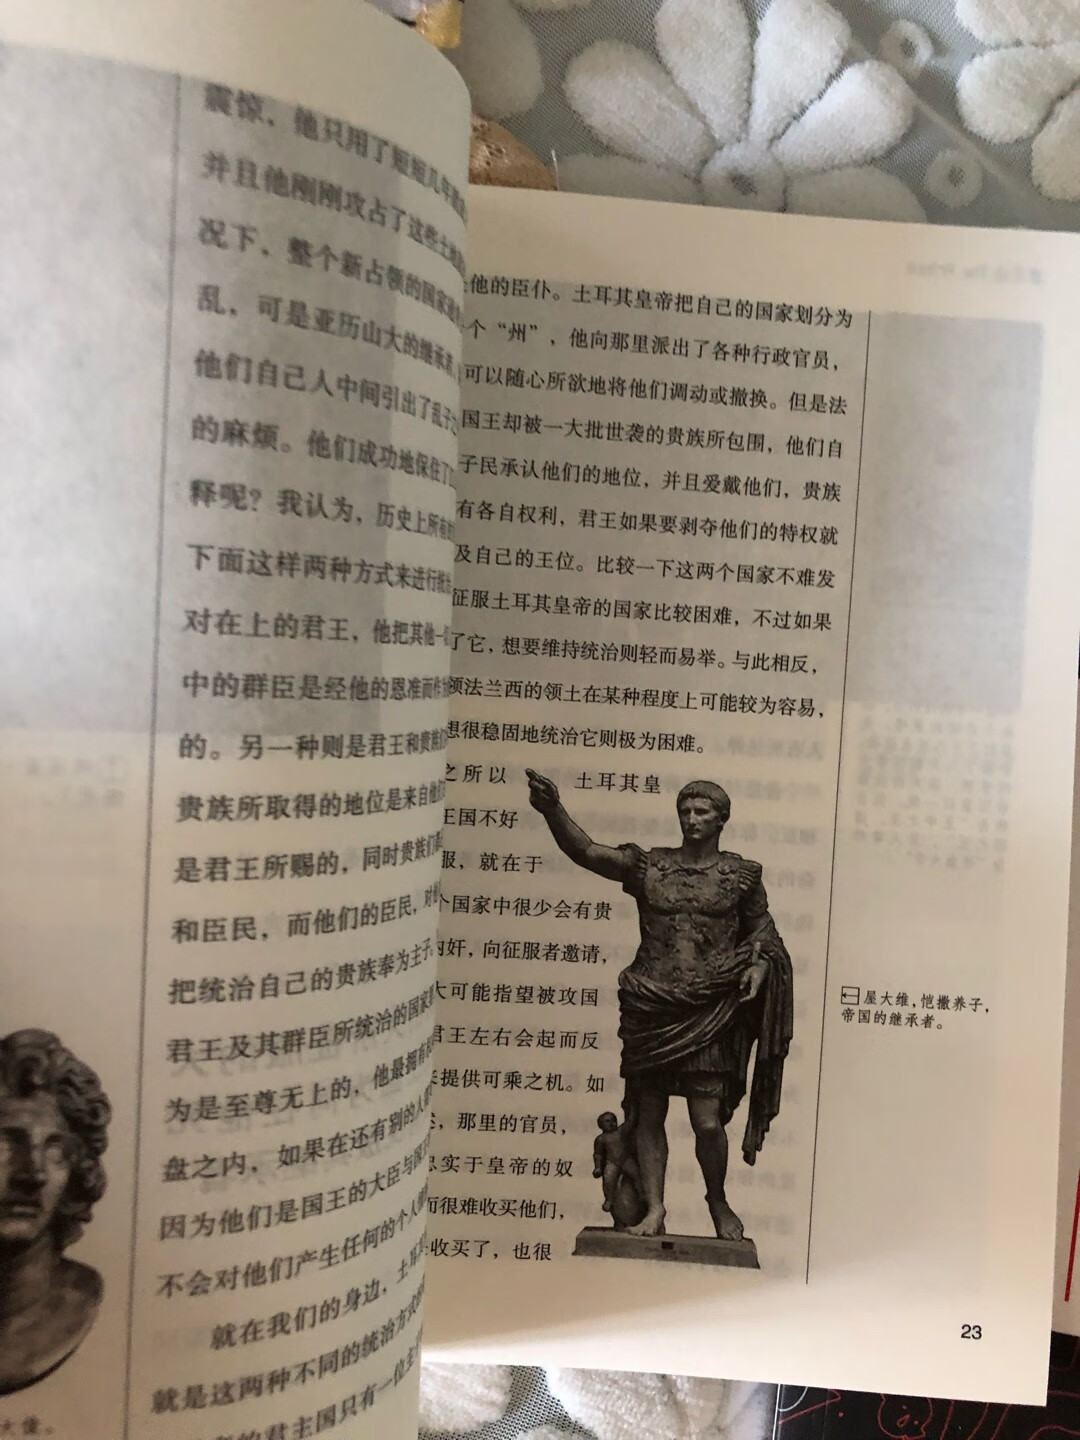 震惊，他只用了短短几年
并且他刚刚攻占了这些土地
况下，整个新占领的国家
乱，可是亚历山大的继承者
他们自己人中间引出了乱子
的麻烦。他们成功地保住了
释呢？我认为，历史上所有
下面这样两种方式来进行
对在上的君王，他把其他一
中的群臣是经他的恩准而作
的。另一种则是君王和贵族
贵族所取得的地位是来自他
是君王所赐的，同时贵族们
和臣民，而他们的臣民，对
把统治自己的贵族奉为主子
君王及其群臣所统治的国家
为是至尊无上的，他最拥有
盘之内，如果在还有别的人
因为他们是国王的大臣与
不会对他们产生任何的个人
就在我们的身边，土耳
就是这两种不同的统治方式
的君主国只有一位
大像。
他的臣仆。土耳其皇帝把自己的国家划分为
个“州”，他向那里派出了各种行政官员，
可以随心所欲地将他们调动或撤换。但是法
国王却被一大批世袭的贵族所包围，他们自
子民承认他们的地位，并且爱戴他们，贵族
有各自权利，君王如果要剥夺他们的特权就
及自己的王位。比较一下这两个国家不难发
征服土耳其皇帝的国家比较困难，不过如果
了它，想要维持统治则轻而易举。与此相反，
领法兰西的领土在某种程度上可能较为容易，
想很稳固地统治它则极为困难。
之所以 土耳其皇
王国不好
服，就在于
个国家中很少会有贵
内奸，向征服者邀请，
大可能指望被攻国
君王左右会起而反
提供可乘之机。如
，那里的官员，
忠实于皇帝的奴
而很难收买他们，
收买了，也很
屋大维，恺撒养子，
帝国的继承者。
23